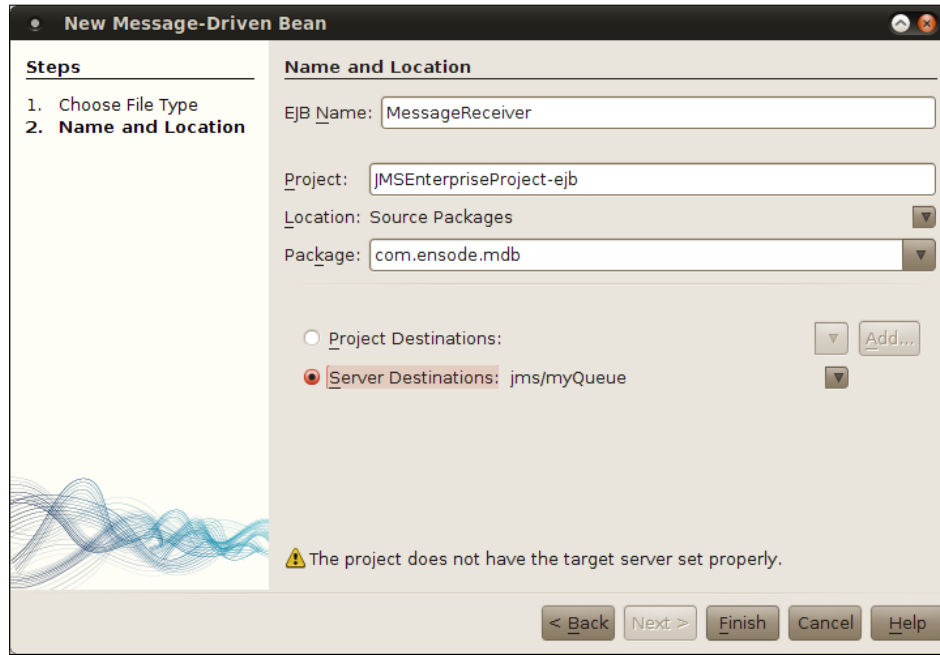 New Message-Driven Bean
Steps
1. Choose File Type
2. Name and Location
Name and Location
EJB Name: MessageReceiver
Project: JMSEnterpriseProject-ejb
Location: Source Packages
Package: com.ensode.mdb
Project Destinations: Add...
Server Destinations: jms/myQueue
The project does not have the target server set properly.
< Back Next > Finish Cancel Help